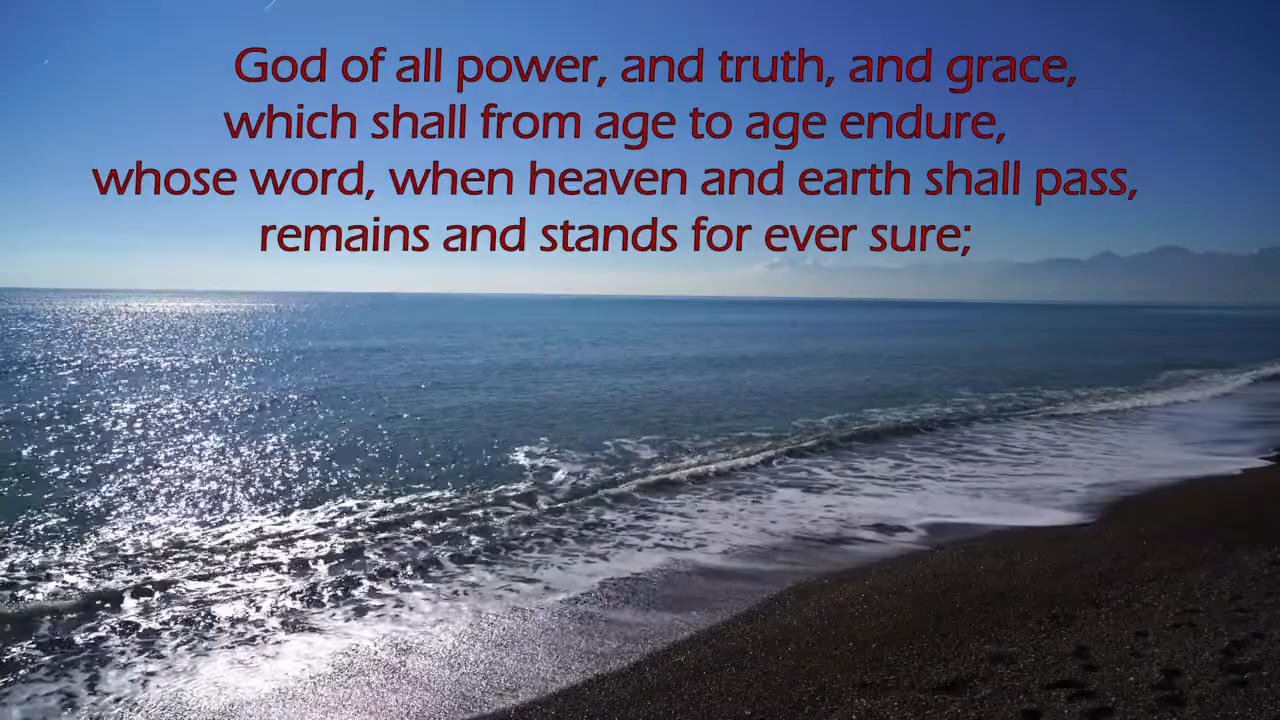 God of all power, and truth, and grace,
which shall from age to age endure,
whose word, when heaven and earth shall pass,
remains and stands for ever sure;